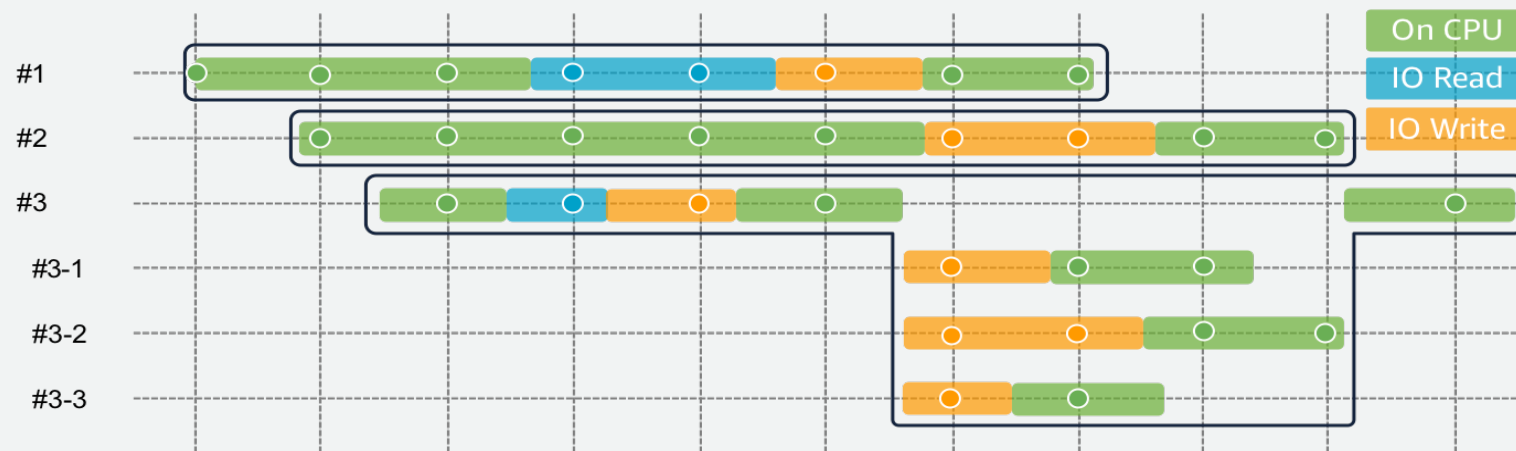 On CPU
#1
IO Read
IO Write
#2
#3
#3-1
#3-2
#3-3